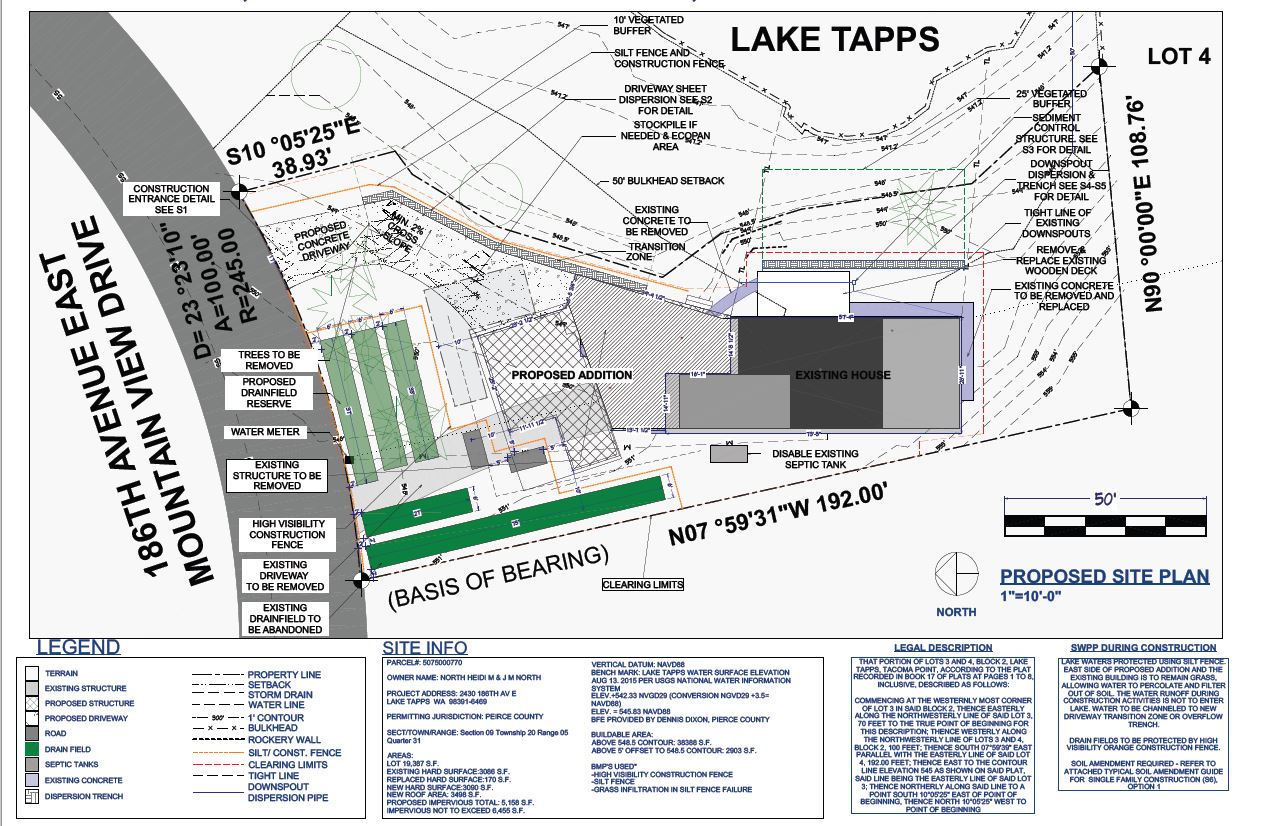 LAKE TAPPS
LOT 4
10' VEGETATED
BUFFER
SILT FENCE AND
CONSTRUCTION FENCE
DRIVEWAY SHEET
DISPERSION SEE S2
FOR DETAIL
STOCKPILE IF
NEEDED & ECOPAN
AREA
50' BULKHEAD SETBACK
EXISTING
CONCRETE TO
BE REMOVED
TRANSITION
ZONE
25' VEGETATED
BUFFER
SEDIMENT
CONTROL
STRUCTURE. SEE
S3 FOR DETAIL
DOWNSPOUT
DISPERSION &
TRENCH SEE S4-S5
FOR DETAIL
TIGHT LINE OF
EXISTING
DOWNSPOUTS
REMOVE &
REPLACE EXISTING
WOODEN DECK
EXISTING CONCRETE
TO BE REMOVED AND
REPLACED
N90 °00'00"E 108.76'
S10 °05'25"E
38.93'
CONSTRUCTION
ENTRANCE DETAIL
SEE S1
PROPOSED
CONCRETE
DRIVEWAY
MIN. 2%
CROSS
SLOPE
186TH AVENUE EAST
MOUNTAIN VIEW DRIVE
D= 23 °23'10"
A=100.00'
R=245.00
TREES TO BE
REMOVED
PROPOSED
DRAINFIELD
RESERVE
WATER METER
EXISTING
STRUCTURE TO BE
REMOVED
HIGH VISIBILITY
CONSTRUCTION
FENCE
EXISTING
DRIVEWAY
TO BE REMOVED
EXISTING
DRAINFIELD TO
BE ABANDONED
PROPOSED ADDITION
EXISTING HOUSE
DISABLE EXISTING
SEPTIC TANK
N07 °59'31"W 192.00'
(BASIS OF BEARING)
CLEARING LIMITS
50'
NORTH
PROPOSED SITE PLAN
1"=10'-0"
LEGEND
TERRAIN
EXISTING STRUCTURE
PROPOSED STRUCTURE
PROPOSED DRIVEWAY
ROAD
DRAIN FIELD
SEPTIC TANKS
EXISTING CONCRETE
DISPERSION TRENCH
PROPERTY LINE
SETBACK
STORM DRAIN
WATER LINE
300' 1' CONTOUR
BULKHEAD
ROCKERY WALL
SILT/ CONST. FENCE
CLEARING LIMITS
TIGHT LINE
DOWNSPOUT
DISPERSION PIPE
SITE INFO
PARCEL#: 5075000770
OWNER NAME: NORTH HEIDI M & J M NORTH
PROJECT ADDRESS: 2430 186TH AV E
LAKE TAPPS WA 98391-6469
PERMITTING JURISDICTION: PEIRCE COUNTY
SECT/TOWN/RANGE: Section 09 Township 20 Range 05
Quarter 31
AREAS:
LOT 19,387 S.F.
EXISTING HARD SURFACE:3086 S.F.
REPLACED HARD SURFACE:170 S.F.
NEW HARD SURFACE:3090 S.F.
NEW ROOF AREA: 3498 S.F.
PROPOSED IMPERVIOUS TOTAL: 5,158 S.F.
IMPERVIOUS NOT TO EXCEED 6,455 S.F.
VERTICAL DATUM: NAVD88
BENCH MARK: LAKE TAPPS WATER SURFACE ELEVATION
AUG 13. 2015 PER USGS NATIONAL WATER INFORMATION
SYSTEM
ELEV.+542.33 NVGD29 (CONVERSION NGVD29 +3.5=
NAVD88)
ELEV. = 545.83 NAVD88
BFE PROVIDED BY DENNIS DIXON, PIERCE COUNTY
BUILDABLE AREA:
ABOVE 548.5 CONTOUR: 38388 S.F.
ABOVE 5' OFFSET TO 548.5 CONTOUR: 2903 S.F.
BMP'S USED"
-HIGH VISIBILITY CONSTRUCTION FENCE
-SILT FENCE
-GRASS INFILTRATION IN SILT FENCE FAILURE
LEGAL DESCRIPTION
THAT PORTION OF LOTS 3 AND 4, BLOCK 2, LAKE
TAPPS, TACOMA POINT, ACCORDING TO THE PLAT
RECORDED IN BOOK 17 OF PLATS AT PAGES 1 TO 8,
INCLUSIVE, DESCRIBED AS FOLLOWS:
COMMENCING AT THE WESTERLY MOST CORNER
OF LOT 3 IN SAID BLOCK 2, THENCE EASTERLY
ALONG THE NORTHWESTERLY LINE OF SAID LOT 3,
70 FEET TO THE TRUE POINT OF BEGINNING FOR
THIS DESCRIPTION; THENCE WESTERLY ALONG
THE NORTHWESTERLY LINE OF LOTS 3 AND 4,
BLOCK 2, 100 FEET; THENCE SOUTH 07°59'39" EAST
PARALLEL WITH THE EASTERLY LINE OF SAID LOT
4, 192.00 FEET; THENCE EAST TO THE CONTOUR
LINE ELEVATION 545 AS SHOWN ON SAID PLAT,
SAID LINE BEING THE EASTERLY LINE OF SAID LOT
3; THENCE NORTHERLY ALONG SAID LINE TO A
POINT SOUTH 10°05'25" EAST OF POINT OF
BEGINNING, THENCE NORTH 10°05'25" WEST TO
POINT OF BEGINNING
SWPP DURING CONSTRUCTION
LAKE WATERS PROTECTED USING SILT FENCE.
EAST SIDE OF PROPOSED ADDITION AND THE
EXISTING BUILDING IS TO REMAIN GRASS,
ALLOWING WATER TO PERCOLATE AND FILTER
OUT OF SOIL. THE WATER RUNOFF DURING
CONSTRUCTION ACTIVITIES IS NOT TO ENTER
LAKE. WATER TO BE CHANNELED TO NEW
DRIVEWAY TRANSITION ZONE OR OVERFLOW
TRENCH.
DRAIN FIELDS TO BE PROTECTED BY HIGH
VISIBILITY ORANGE CONSTRUCTION FENCE.
SOIL AMENDMENT REQUIRED - REFER TO
ATTACHED TYPICAL SOIL AMENDMENT GUIDE
FOR SINGLE FAMILY CONSTRUCTION (S6),
OPTION 1